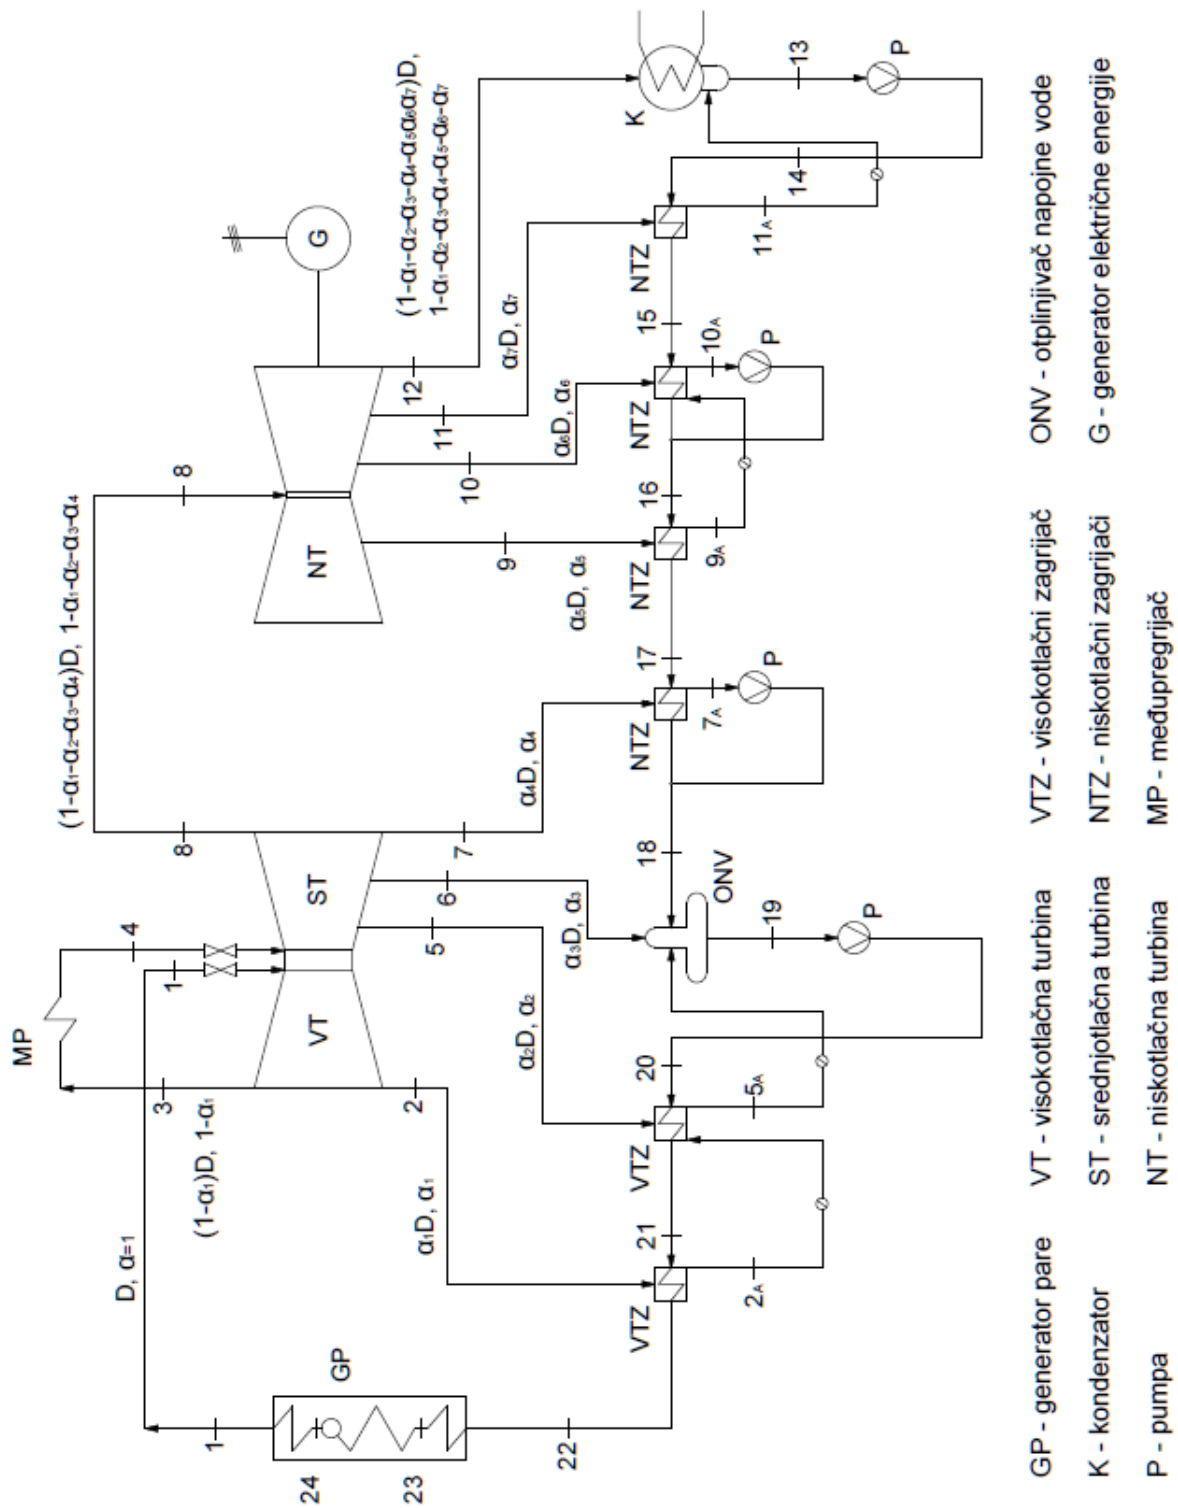 MP
4
1
D, α=1
3
(1-α₁)D, 1-α₁
(1-α₁-α₂-α₃-α₄)D, 1-α₁-α₂-α₃-α₄
8
8
1
24
GP
23
VT
ST
NT
G
2
5
6
7
9
10
11
12
(1-α₁-α₂-α₃-α₄-α₅α₆α₇)D,
1-α₁-α₂-α₃-α₄-α₅-α₆-α₇
α₁D, α₁
α₂D, α₂
α₃D, α₃
α₄D, α₄
α₅D, α₅
α₆D, α₆
α₇D, α₇
22
VTZ
21
VTZ
20
18
NTZ
17
NTZ
16
NTZ
15
NTZ
K
ONV
2A
5A
19
P
7A
P
9A
10A
P
11A
14
13
P
GP - generator pare
VT - visokotlačna turbina
VTZ - visokotlačni zagrijač
ONV - otplinjivač napojne vode
K - kondenzator
ST - srednjotlačna turbina
NTZ - niskotlačni zagrijači
G - generator električne energije
P - pumpa
NT - niskotlačna turbina
MP - međupregrijač